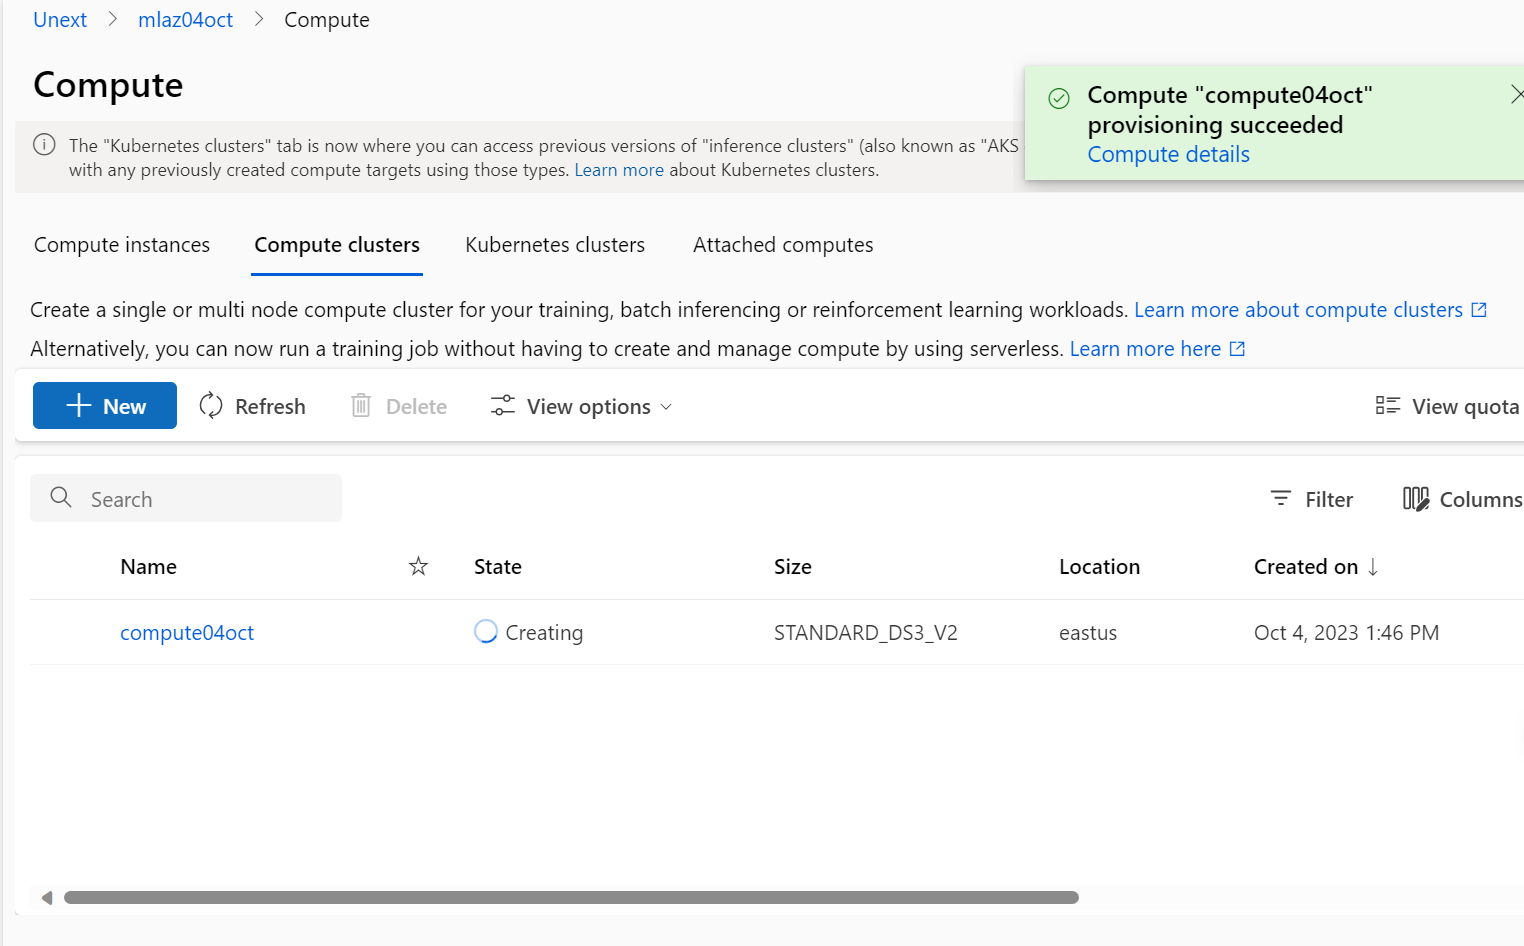 Unext > mlaz04oct > Compute
Compute
Compute "compute04oct"
provisioning succeeded
Compute details
The "Kubernetes clusters" tab is now where you can access previous versions of "inference clusters" (also known as "AKS
with any previously created compute targets using those types. Learn more about Kubernetes clusters.
Compute instances Compute clusters Kubernetes clusters Attached computes
Create a single or multi node compute cluster for your training, batch inferencing or reinforcement learning workloads. Learn more about compute clusters
Alternatively, you can now run a training job without having to create and manage compute by using serverless. Learn more here
New Refresh Delete View options View quota
Search Filter Columns
Name State Size Location Created on ↓
compute04oct Creating STANDARD_DS3_V2 eastus Oct 4, 2023 1:46 PM